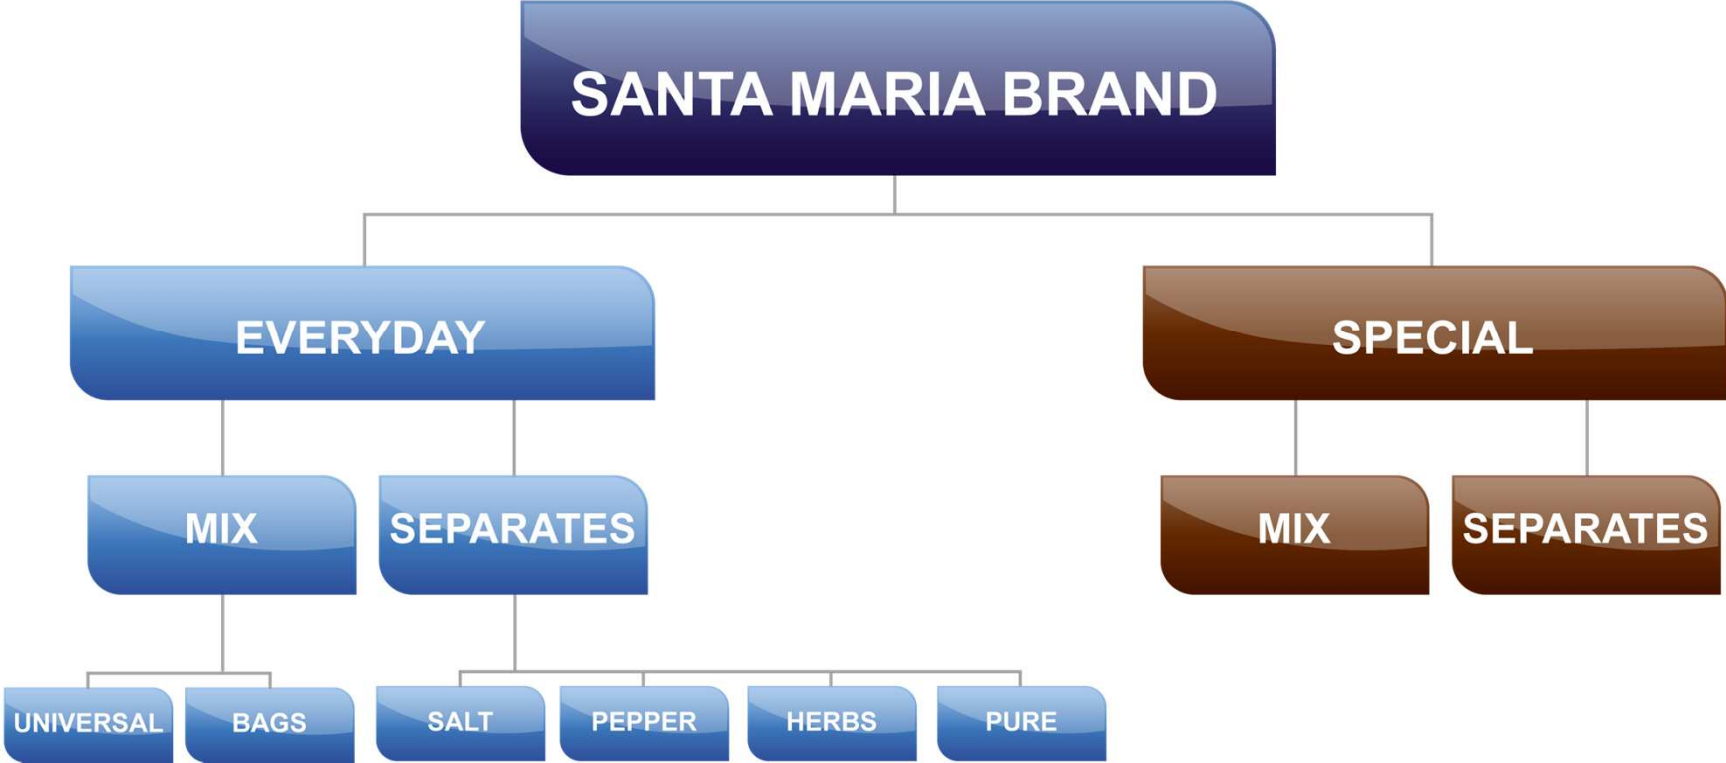 SANTA MARIA BRAND
EVERYDAY
SPECIAL
MIX
SEPARATES
MIX
SEPARATES
UNIVERSAL
BAGS
SALT
PEPPER
HERBS
PURE